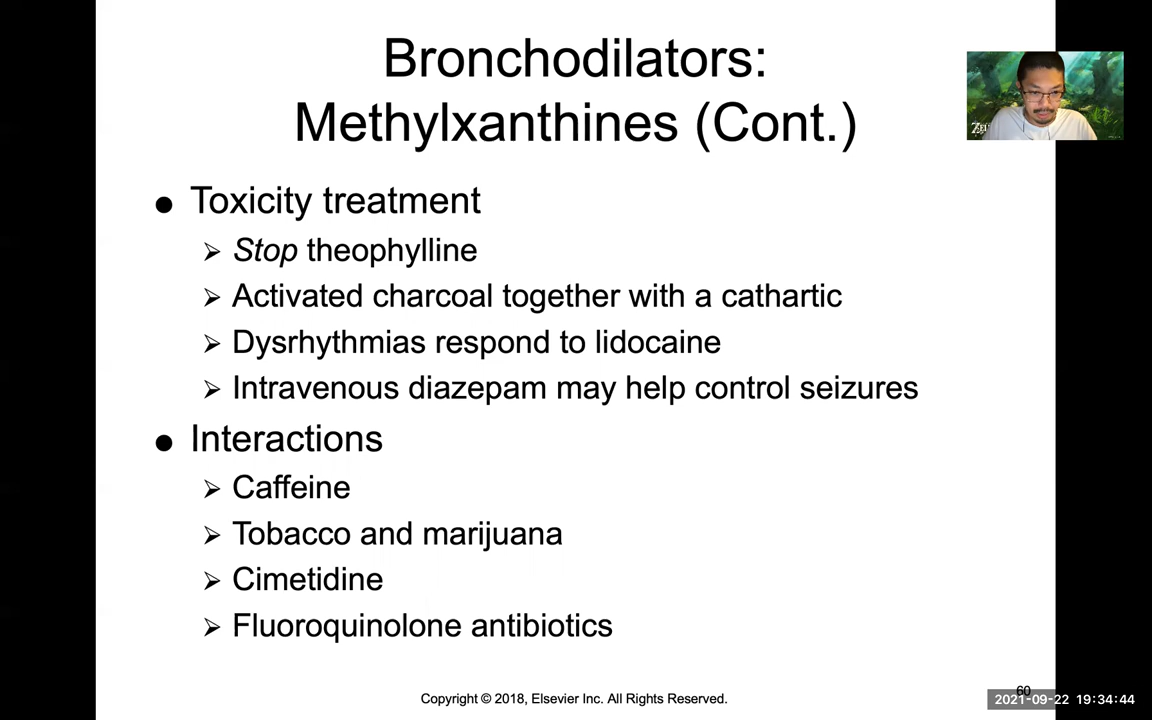 Bronchodilators:
Methylxanthines (Cont.)
● Toxicity treatment
➢ Stop theophylline
➢ Activated charcoal together with a cathartic
➢ Dysrhythmias respond to lidocaine
➢ Intravenous diazepam may help control seizures
● Interactions
➢ Caffeine
➢ Tobacco and marijuana
➢ Cimetidine
➢ Fluoroquinolone antibiotics
Copyright © 2018, Elsevier Inc. All Rights Reserved.
60
2021-09-22 19:34:44